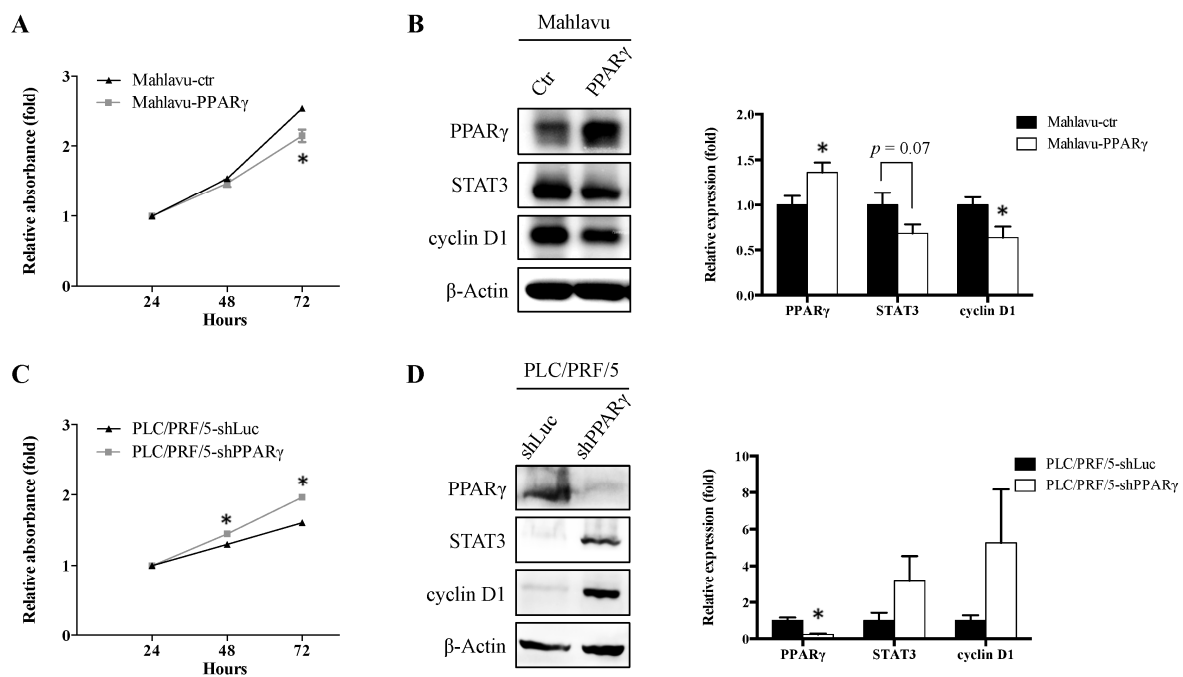 A
Mahlavu-ctr
Mahlavu-PPARγ
Relative absorbance (fold)
3
2
1
0
*
24 48 72
Hours
B
Mahlavu
Ctr PPARγ
PPARγ
STAT3
cyclin D1
β-Actin
Mahlavu-ctr
Mahlavu-PPARγ
Relative expression (fold)
2.0
1.5
1.0
0.5
0.0
*
p = 0.07
*
PPARγ STAT3 cyclin D1
C
PLC/PRF/5-shLuc
PLC/PRF/5-shPPARγ
Relative absorbance (fold)
3
2
1
0
* *
24 48 72
Hours
D
PLC/PRF/5
shLuc shPPARγ
PPARγ
STAT3
cyclin D1
β-Actin
PLC/PRF/5-shLuc
PLC/PRF/5-shPPARγ
Relative expression (fold)
10
8
6
4
2
0
*
PPARγ STAT3 cyclin D1